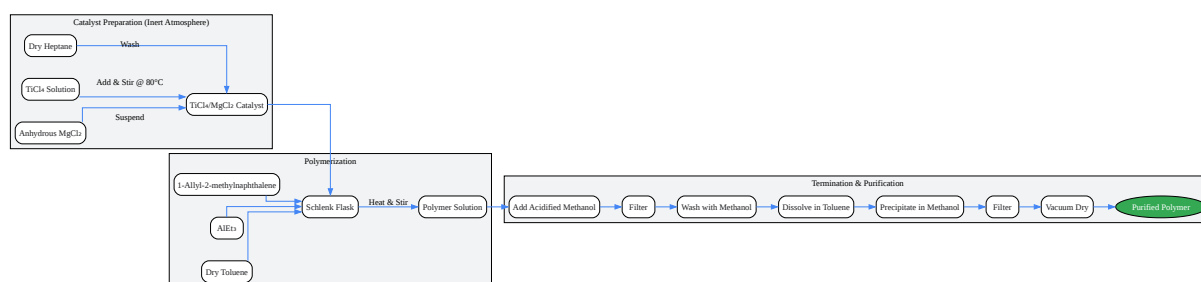 Catalyst Preparation (Inert Atmosphere)
Dry Heptane
Wash
TiCl₄ Solution
Add & Stir @ 80°C
TiCl₄/MgCl₂ Catalyst
Suspend
Anhydrous MgCl₂
Polymerization
1-Allyl-2-methylnaphthalene
Schlenk Flask
Heat & Stir
Polymer Solution
AlEt₃
Dry Toluene
Termination & Purification
Add Acidified Methanol
Filter
Wash with Methanol
Dissolve in Toluene
Precipitate in Methanol
Filter
Vacuum Dry
Purified Polymer